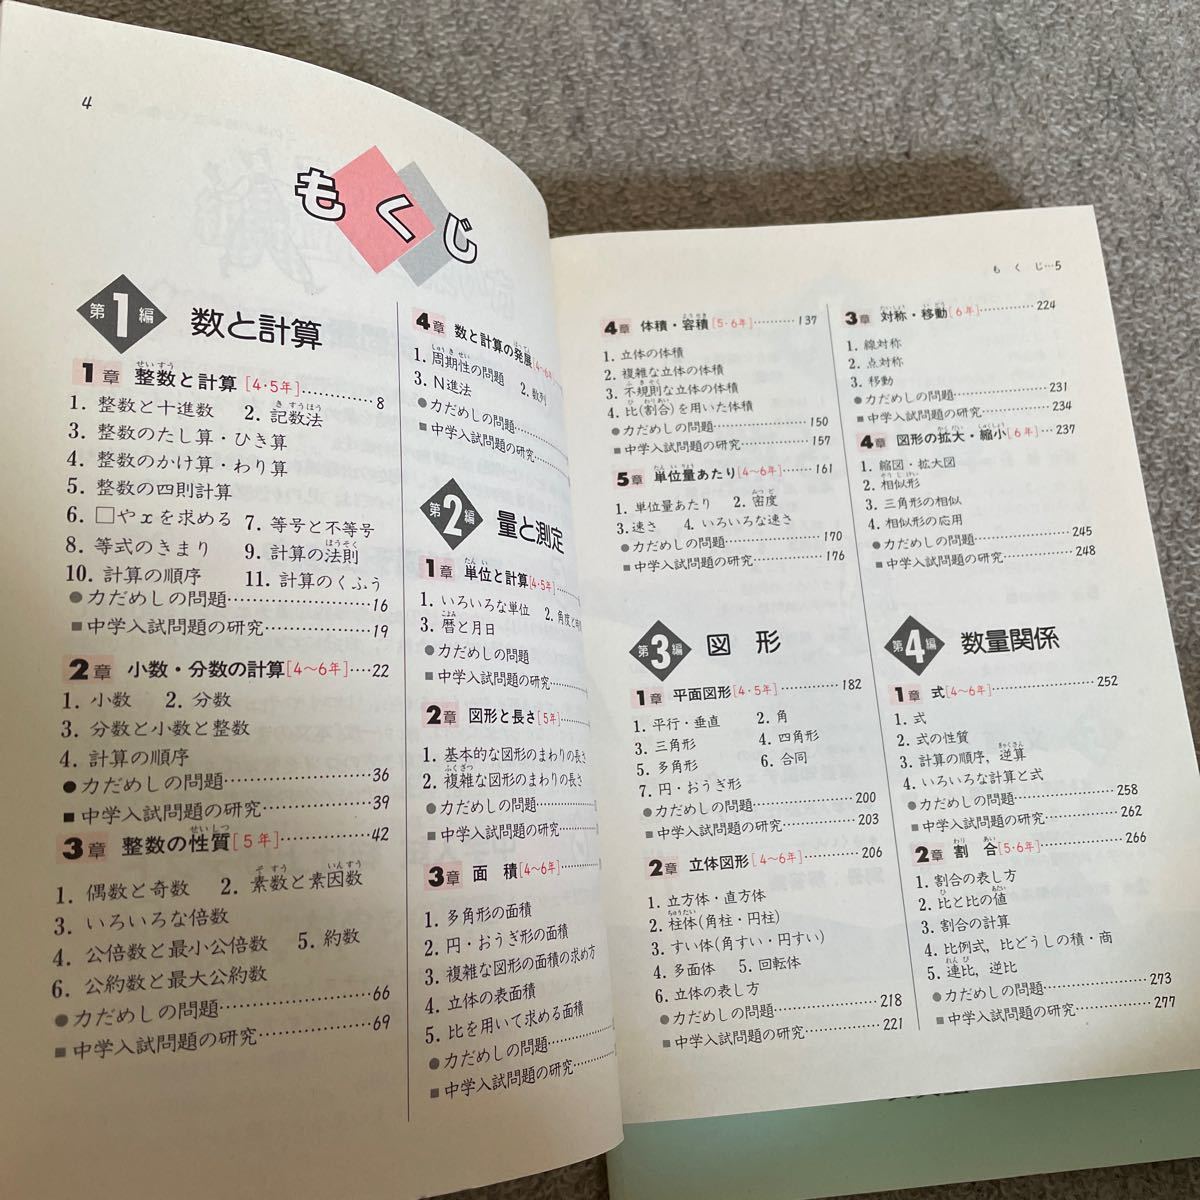 4
もくじ
第1編 数と計算
1章 整数と計算[4・5年]…………8
1. 整数と十進数 2. 記数法
3. 整数のたし算・ひき算
4. 整数のかけ算・わり算
5. 整数の四則計算
6. □やxを求める 7. 等号と不等号
8. 等式のきまり 9. 計算の法則
10. 計算の順序 11. 計算のくふう
●力だめしの問題…………16
■中学入試問題の研究…………19
2章 小数・分数の計算[4〜6年]…22
1. 小数 2. 分数
3. 分数と小数と整数
4. 計算の順序
●力だめしの問題…………36
■中学入試問題の研究…………39
3章 整数の性質[5年]…………42
1. 偶数と奇数 2. 素数と素因数
3. いろいろな倍数
4. 公倍数と最小公倍数 5. 約数
6. 公約数と最大公約数
●力だめしの問題…………66
■中学入試問題の研究…………69
4章 数と計算の発展[4〜6年
1. 周期性の問題 2. 数列
3. N進法
●力だめしの問題…………
■中学入試問題の研究…………
第2編 量と測定
1章 単位と計算[4・5年]…………
1. いろいろな単位 2. 角度と時
3. 暦と月日
●力だめしの問題
■中学入試問題の研究…………
2章 図形と長さ[5年]…………
1. 基本的な図形のまわりの長さ
2. 複雑な図形のまわりの長さ
●力だめしの問題…………
■中学入試問題の研究…………
3章 面積[4〜6年]…………
1. 多角形の面積
2. 円・おうぎ形の面積
3. 複雑な図形の面積の求め方
4. 立体の表面積
5. 比を用いて求める面積
●力だめしの問題…………
■中学入試問題の研究…………
もくじ…5
4章 体積・容積[5・6年]…………137
1. 立体の体積
2. 複雑な立体の体積
3. 不規則な立体の体積
4. 比(割合)を用いた体積
●力だめしの問題…………150
■中学入試問題の研究…………157
5章 単位量あたり[4〜6年]…………161
1. 単位量あたり 2. 密度
3. 速さ 4. いろいろな速さ
●力だめしの問題…………170
■中学入試問題の研究…………176
第3編 図形
1章 平面図形[4・5年]…………182
1. 平行・垂直 2. 角
3. 三角形 4. 四角形
5. 多角形 6. 合同
7. 円・おうぎ形
●力だめしの問題…………200
■中学入試問題の研究…………203
2章 立体図形[4〜6年]…………206
1. 立方体・直方体
2. 柱体(角柱・円柱)
3. すい体(角すい・円すい)
4. 多面体 5. 回転体
6. 立体の表し方
●力だめしの問題…………218
■中学入試問題の研究…………221
3章 対称・移動[6年]…………224
1. 線対称
2. 点対称
3. 移動
●力だめしの問題…………231
■中学入試問題の研究…………234
4章 図形の拡大・縮小[6年]…237
1. 縮図・拡大図
2. 相似形
3. 三角形の相似
4. 相似形の応用
●力だめしの問題…………245
■中学入試問題の研究…………248
第4編 数量関係
1章 式[4〜6年]…………252
1. 式
2. 式の性質
3. 計算の順序, 逆算
4. いろいろな計算と式
●力だめしの問題…………258
■中学入試問題の研究…………262
2章 割合[5・6年]…………266
1. 割合の表し方
2. 比と比の値
3. 割合の計算
4. 比例式, 比どうしの積・商
5. 連比, 逆比
●力だめしの問題…………273
■中学入試問題の研究…………277